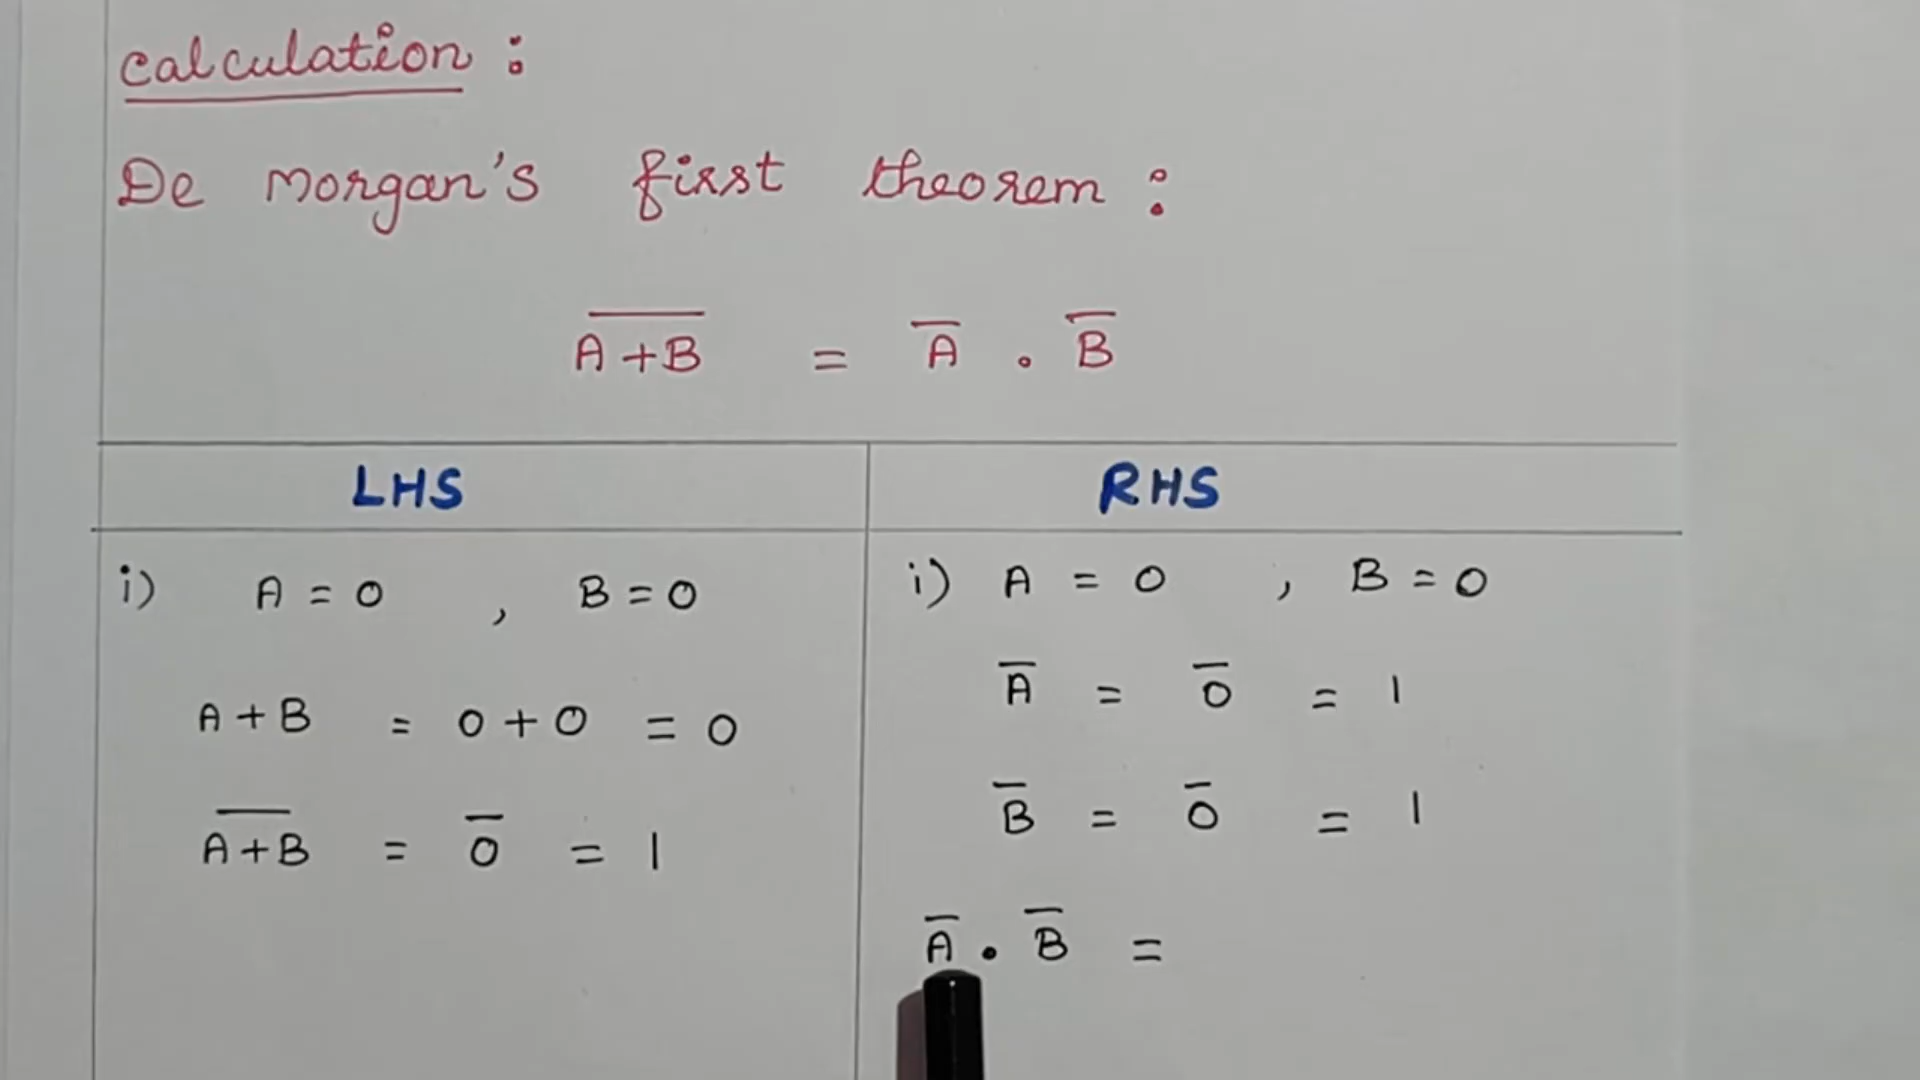 calculation :
De morgan's first theorem :
A̅+̅B̅ = A̅ . B̅
LHS
RHS
i) A = 0 , B = 0
A + B = 0 + 0 = 0
A̅+̅B̅ = 0̅ = 1
i) A = 0 , B = 0
A̅ = 0̅ = 1
B̅ = 0̅ = 1
A̅ . B̅ =